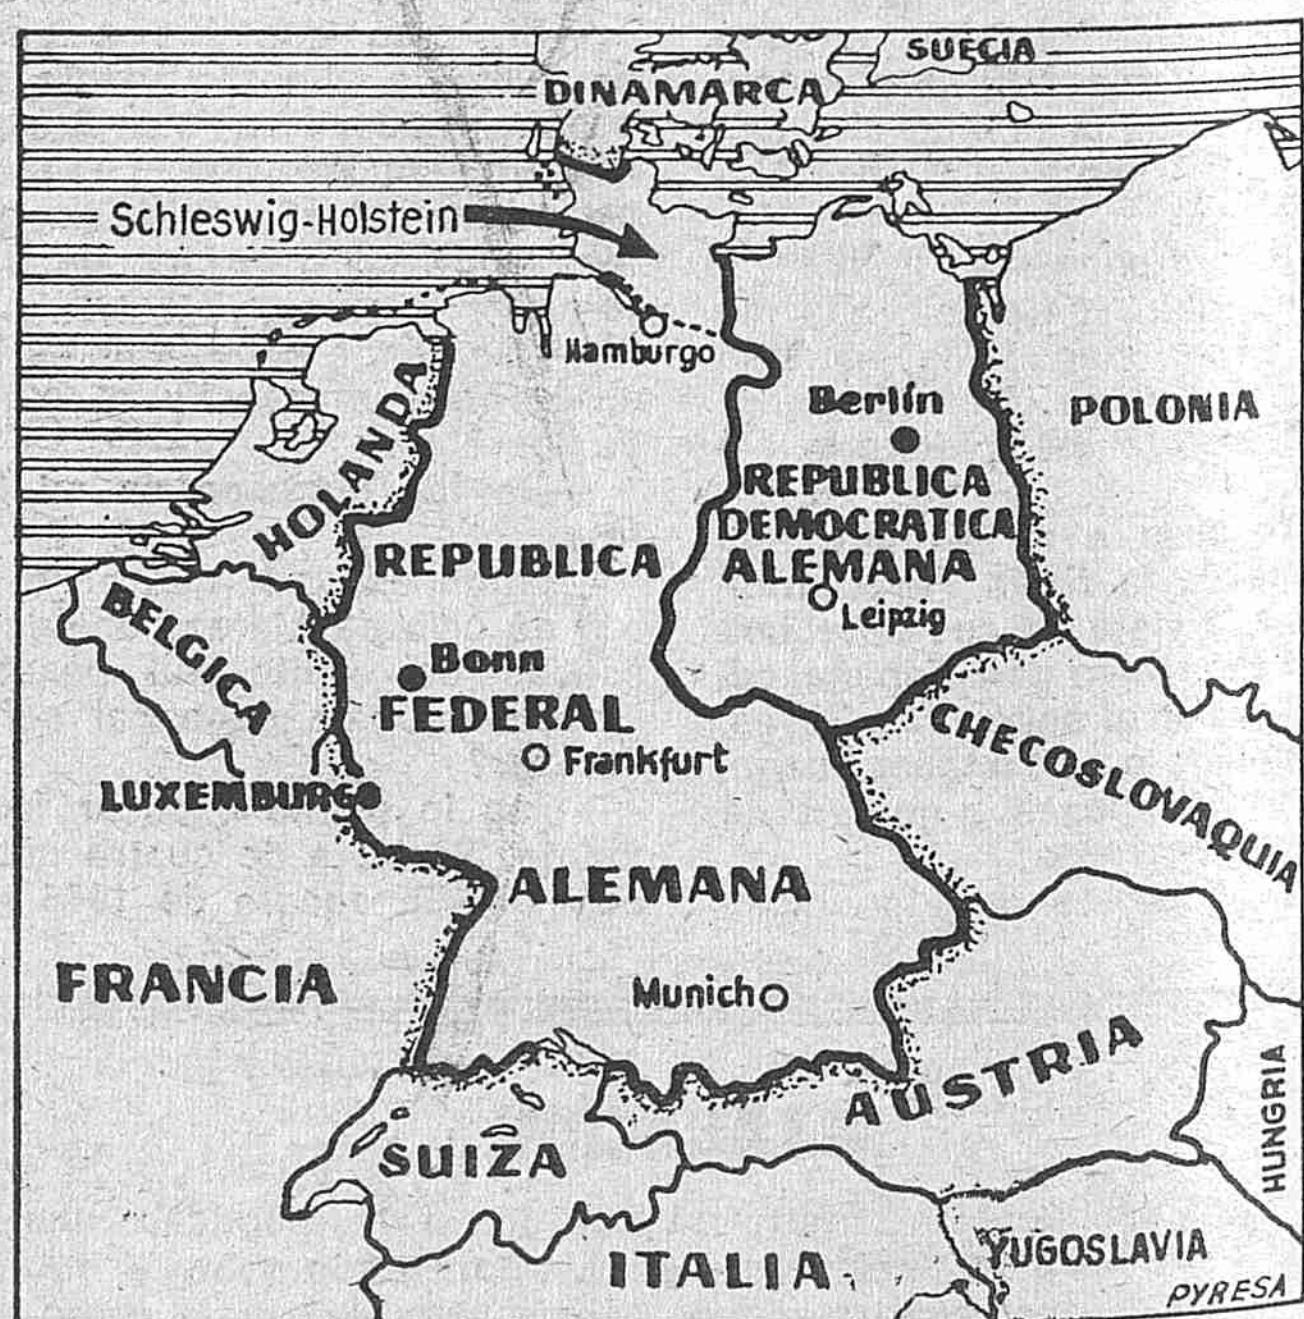 SUECIA
DINAMARCA
Schleswig-Holstein
Hamburgo
HOLANDA
Berlín
POLONIA
REPUBLICA
DEMOCRATICA
ALEMANA
Leipzig
REPUBLICA
FEDERAL
ALEMANA
BELGICA
Bonn
Frankfurt
LUXEMBURGO
CHECOSLOVAQUIA
FRANCIA
Munich
AUSTRIA
HUNGRIA
SUIZA
ITALIA
YUGOSLAVIA
PYRESA